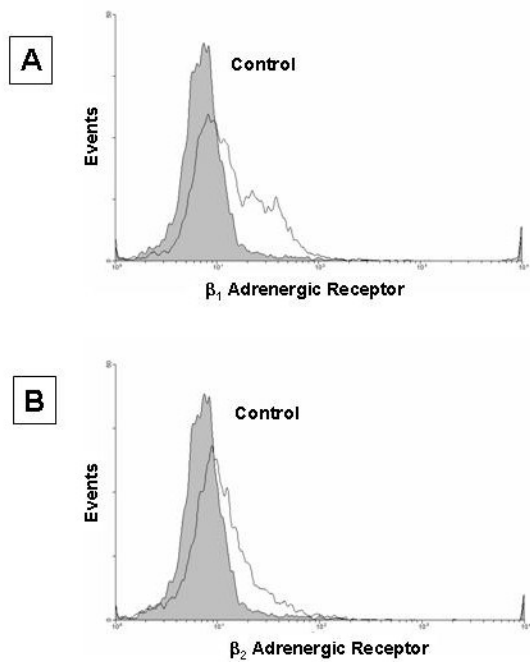 A
Control
Events
β₁ Adrenergic Receptor
B
Control
Events
β₂ Adrenergic Receptor